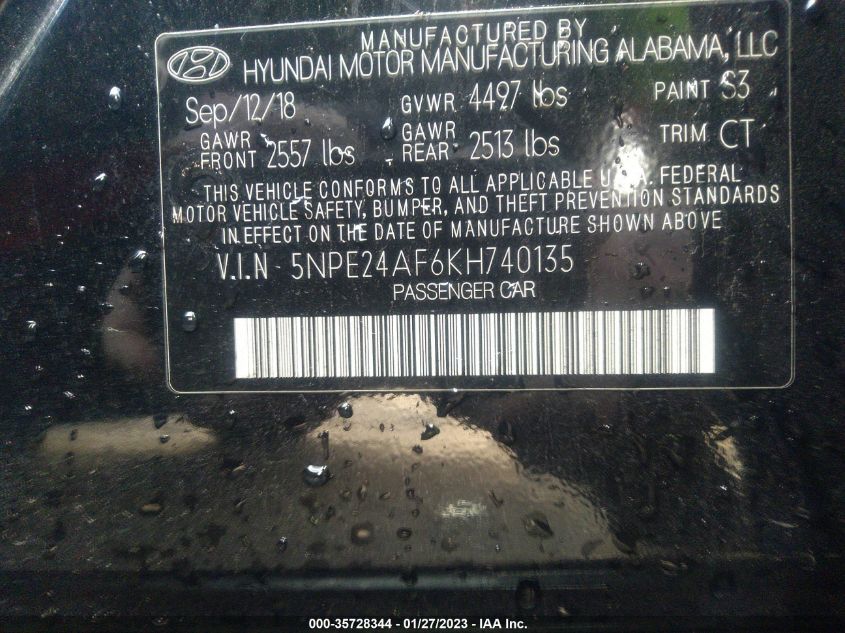 MANUFACTURED BY
HYUNDAI MOTOR MANUFACTURING ALABAMA, LLC
Sep/12/18 GVWR 4497 lbs PAINT S3
GAWR FRONT 2557 lbs GAWR REAR 2513 lbs TRIM CT
THIS VEHICLE CONFORMS TO ALL APPLICABLE FEDERAL
MOTOR VEHICLE SAFETY, BUMPER, AND THEFT PREVENTION STANDARDS
IN EFFECT ON THE DATE OF MANUFACTURE SHOWN ABOVE
V.I.N 5NPE24AF6KH740135
PASSENGER CAR
000-35728344 — 01/27/2023 — IAA Inc.